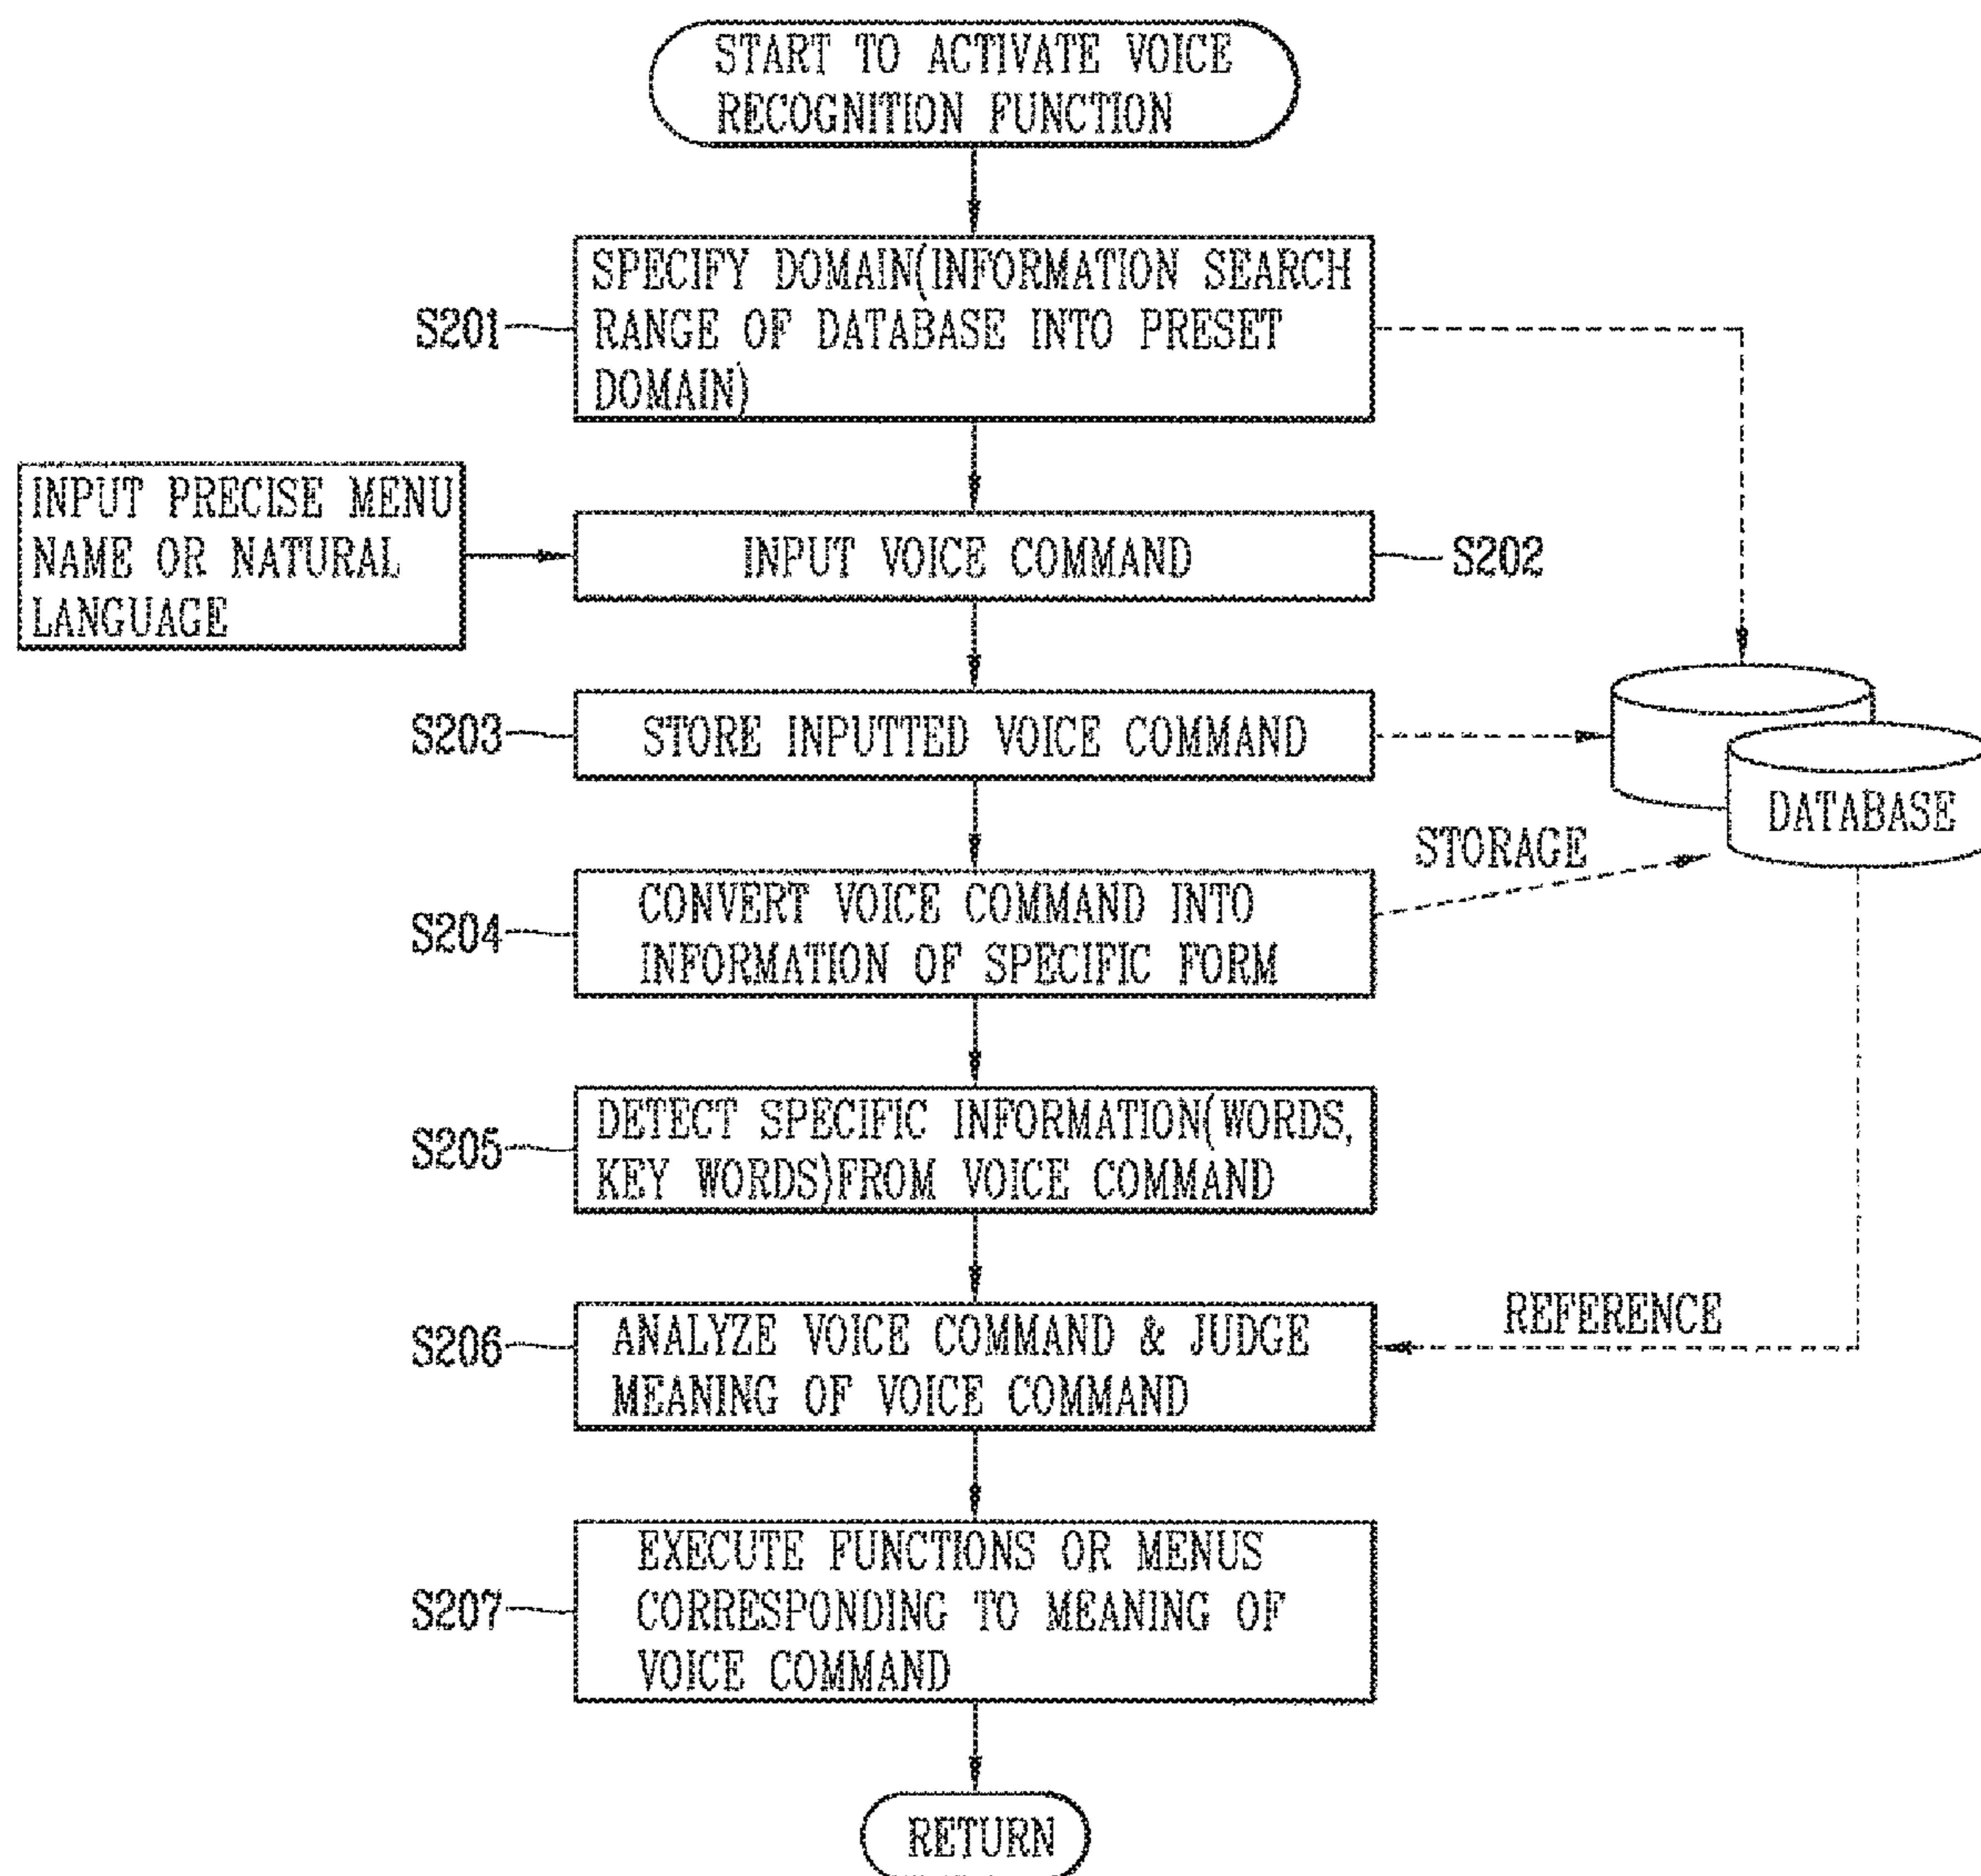 START TO ACTIVATE VOICE
RECOGNITION FUNCTION
S201
SPECIFY DOMAIN(INFORMATION SEARCH
RANGE OF DATABASE INTO PRESET
DOMAIN)
INPUT PRECISE MENU
NAME OR NATURAL
LANGUAGE
INPUT VOICE COMMAND
S202
S203
STORE INPUTTED VOICE COMMAND
DATABASE
STORAGE
S204
CONVERT VOICE COMMAND INTO
INFORMATION OF SPECIFIC FORM
S205
DETECT SPECIFIC INFORMATION(WORDS,
KEY WORDS)FROM VOICE COMMAND
S206
ANALYZE VOICE COMMAND & JUDGE
MEANING OF VOICE COMMAND
REFERENCE
S207
EXECUTE FUNCTIONS OR MENUS
CORRESPONDING TO MEANING OF
VOICE COMMAND
RETURN